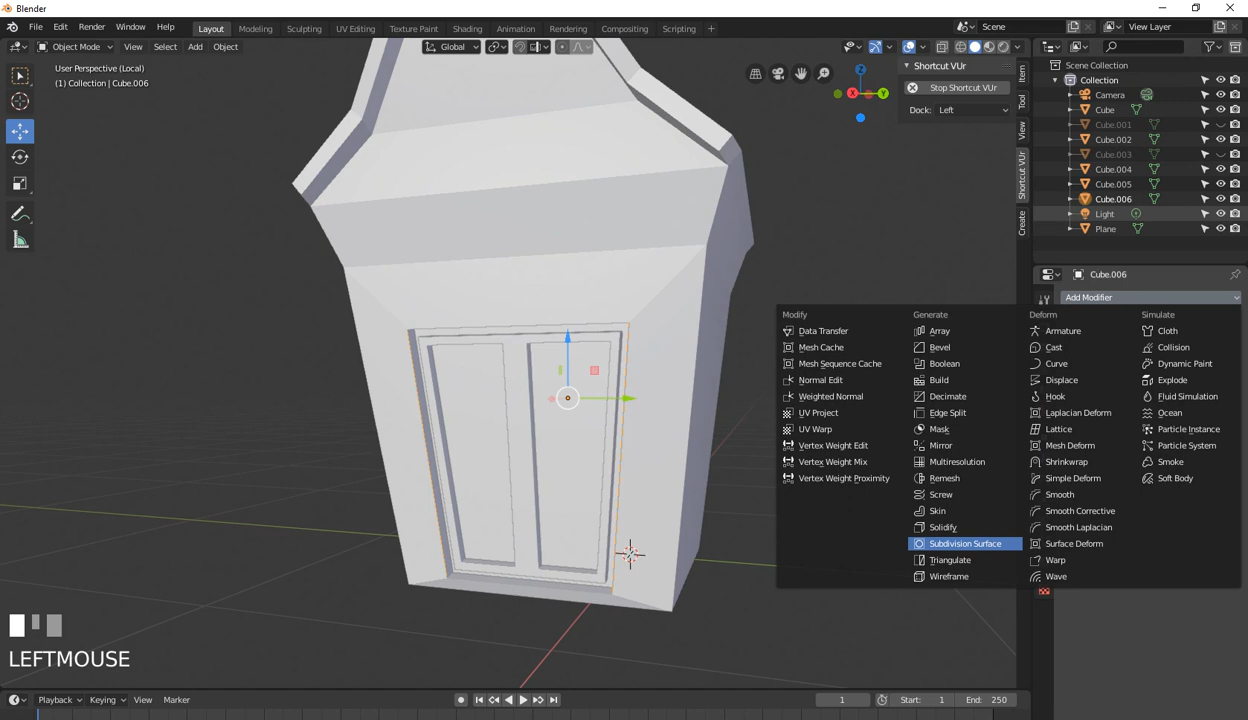 Blender
File Edit Render Window Help
Layout Modeling Sculpting UV Editing Texture Paint Shading Animation Rendering Compositing Scripting +
Scene View Layer
Object Mode View Select Add Object Global
User Perspective (Local)
(1) Collection | Cube.006
Z
X Y
Shortcut VUr
Stop Shortcut VUr
Dock: Left
Item
Tool
View
Shortcut VUr
Create
Scene Collection
Collection
Camera
Cube
Cube.001
Cube.002
Cube.003
Cube.004
Cube.005
Cube.006
Light
Plane
Cube.006
Add Modifier
Modify Generate Deform Simulate
Data Transfer Array Armature Cloth
Mesh Cache Bevel Cast Collision
Mesh Sequence Cache Boolean Curve Dynamic Paint
Normal Edit Build Displace Explode
Weighted Normal Decimate Hook Fluid Simulation
UV Project Edge Split Laplacian Deform Ocean
UV Warp Mask Lattice Particle Instance
Vertex Weight Edit Mirror Mesh Deform Particle System
Vertex Weight Mix Multiresolution Shrinkwrap Smoke
Vertex Weight Proximity Remesh Simple Deform Soft Body
Screw Smooth
Skin Smooth Corrective
Solidify Smooth Laplacian
Subdivision Surface Surface Deform
Triangulate Warp
Wireframe Wave
LEFTMOUSE
Playback Keying View Marker 1 Start: 1 End: 250